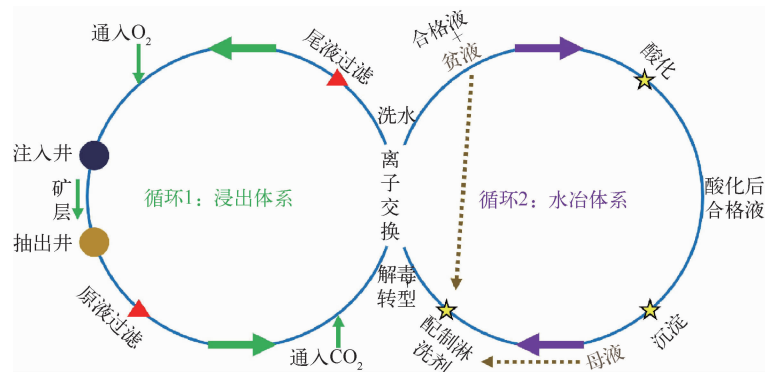 通入O₂
尾液过滤
注入井
矿
层
抽出井
原液过滤
通入CO₂
循环1：浸出体系
洗水
离
子
交
换
解毒
转型
合格液
+
贫液
酸化
循环2：水冶体系
酸化后
合格液
沉淀
母液
配制淋
洗剂